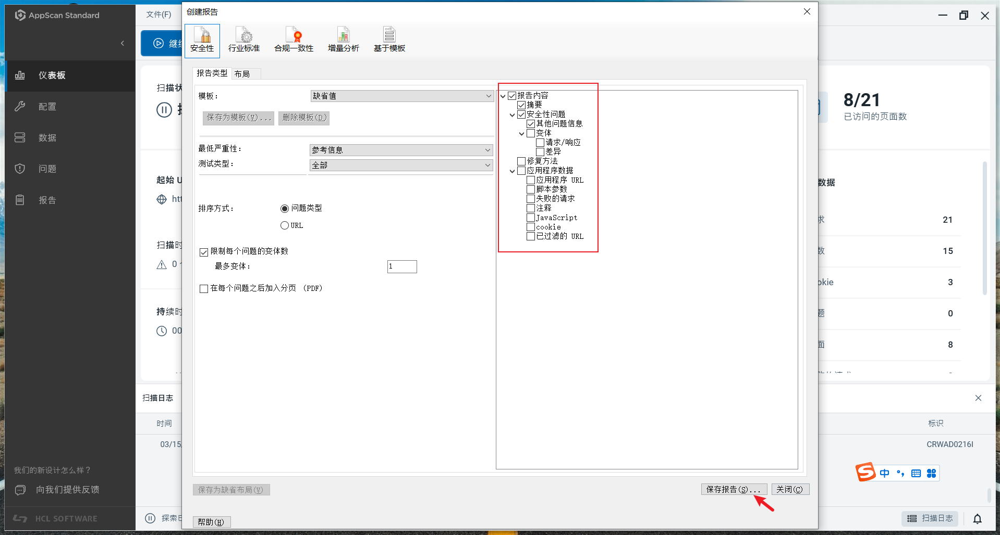 AppScan Standard
文件(F)
继续
仪表板
配置
数据
问题
报告
我们的新设计怎么样？
向我们提供反馈
HCL SOFTWARE
扫描状
起始 U
htt
扫描时
0 个
持续时
00
扫描日志
时间
03/15/
探索已
创建报告
安全性
行业标准
合规一致性
增量分析
基于模板
报告类型
布局
模板：
缺省值
保存为模板(V)...
删除模板(D)
最低严重性：
参考信息
测试类型：
全部
排序方式：
问题类型
URL
限制每个问题的变体数
最多变体：
1
在每个问题之后加入分页 (PDF)
报告内容
摘要
安全性问题
其他问题信息
变体
请求/响应
差异
修复方法
应用程序数据
应用程序 URL
脚本参数
失败的请求
注释
JavaScript
cookie
已过滤的 URL
保存为缺省布局(V)
保存报告(S)...
关闭(C)
帮助(H)
8/21
已访问的页面数
数据
求
21
数
15
okie
3
题
0
面
8
标识
CRWAD0216I
中
扫描日志